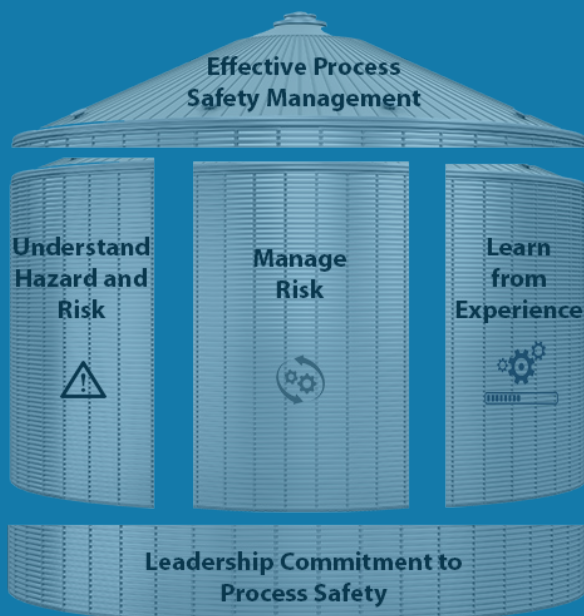 Effective Process
Safety Management
Understand
Hazard and
Risk
Manage
Risk
Learn
from
Experience
Leadership Commitment to
Process Safety